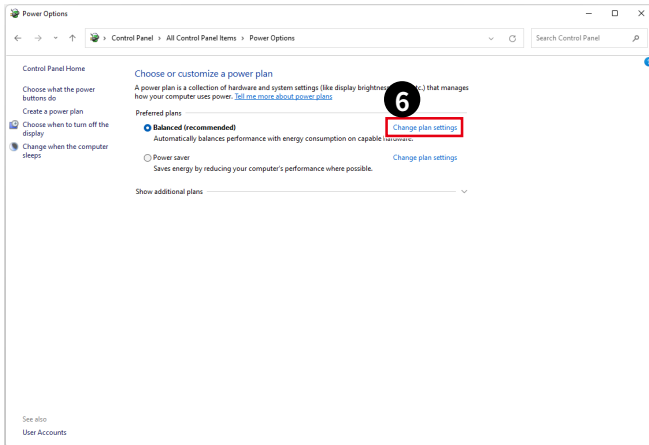 Power Options
Control Panel > All Control Panel Items > Power Options
Search Control Panel
Control Panel Home
Choose what the power
buttons do
Create a power plan
Choose when to turn off the
display
Change when the computer
sleeps
Choose or customize a power plan
A power plan is a collection of hardware and system settings (like display brightness, etc.) that manages
how your computer uses power. Tell me more about power plans
6
Preferred plans
Balanced (recommended)
Change plan settings
Automatically balances performance with energy consumption on capable hardware.
Power saver
Change plan settings
Saves energy by reducing your computer's performance where possible.
Show additional plans
See also
User Accounts